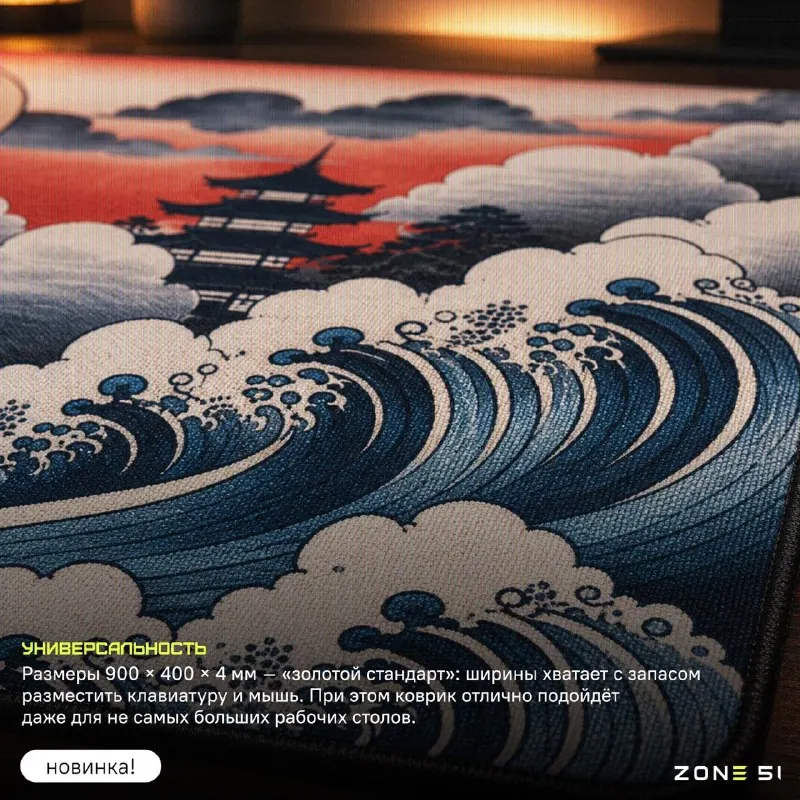 УНИВЕРСАЛЬНОСТЬ
Размеры 900 × 400 × 4 мм — «золотой стандарт»: ширины хватает с запасом
разместить клавиатуру и мышь. При этом коврик отлично подойдёт
даже для не самых больших рабочих столов.
новинка!
ZONE 51